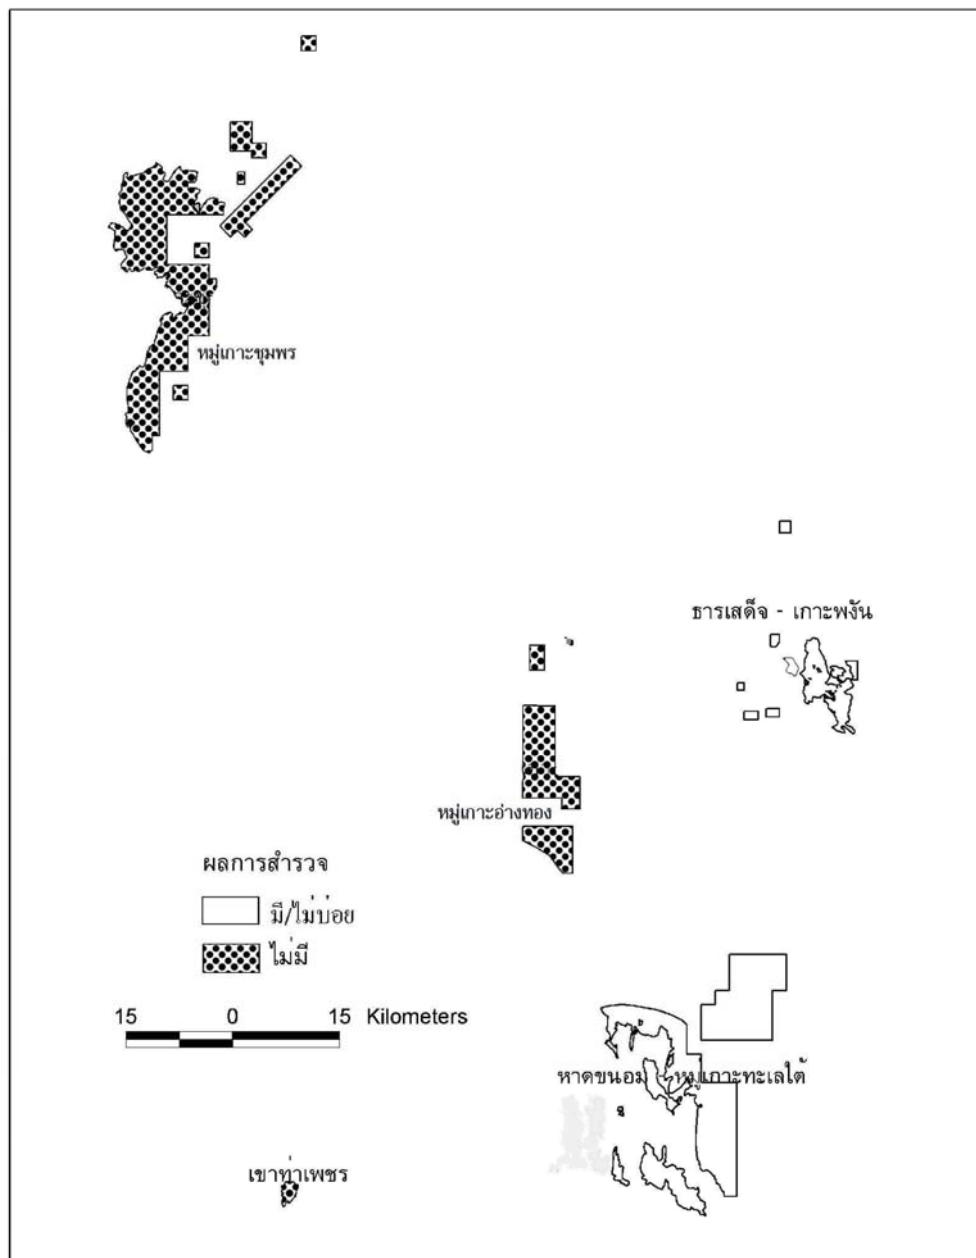 หมู่เกาะชุมพร
ธารเสด็จ - เกาะพงัน
หมู่เกาะอ่างทอง
ผลการสำรวจ
มี/ไม่บ่อย
ไม่มี
15 0 15 Kilometers
หาดขนอม - หมู่เกาะทะเลใต้
เขาท่าเพชร